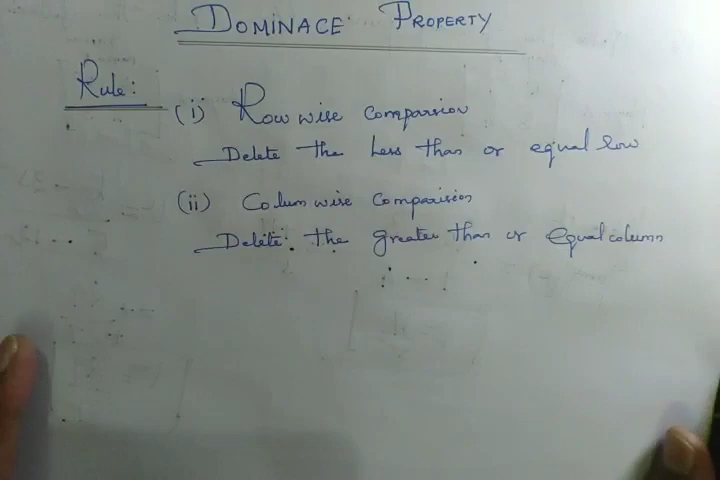 DOMINACE PROPERTY
Rule:
(i) Row wise comparsion
Delete the Less than or equal row
(ii) Colum wise comparision
Delete the greater than or equal column